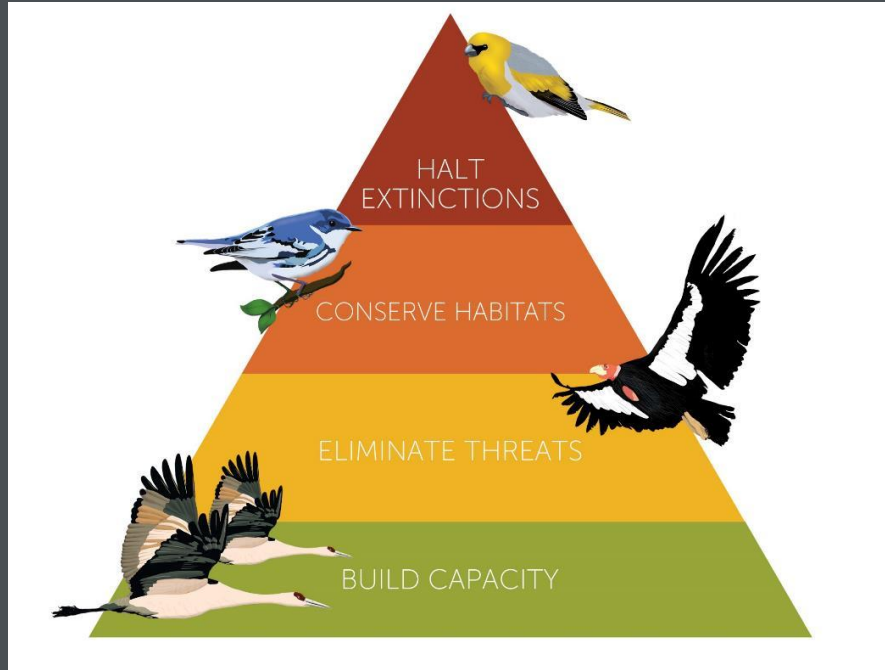 HALT
EXTINCTIONS
CONSERVE HABITATS
ELIMINATE THREATS
BUILD CAPACITY